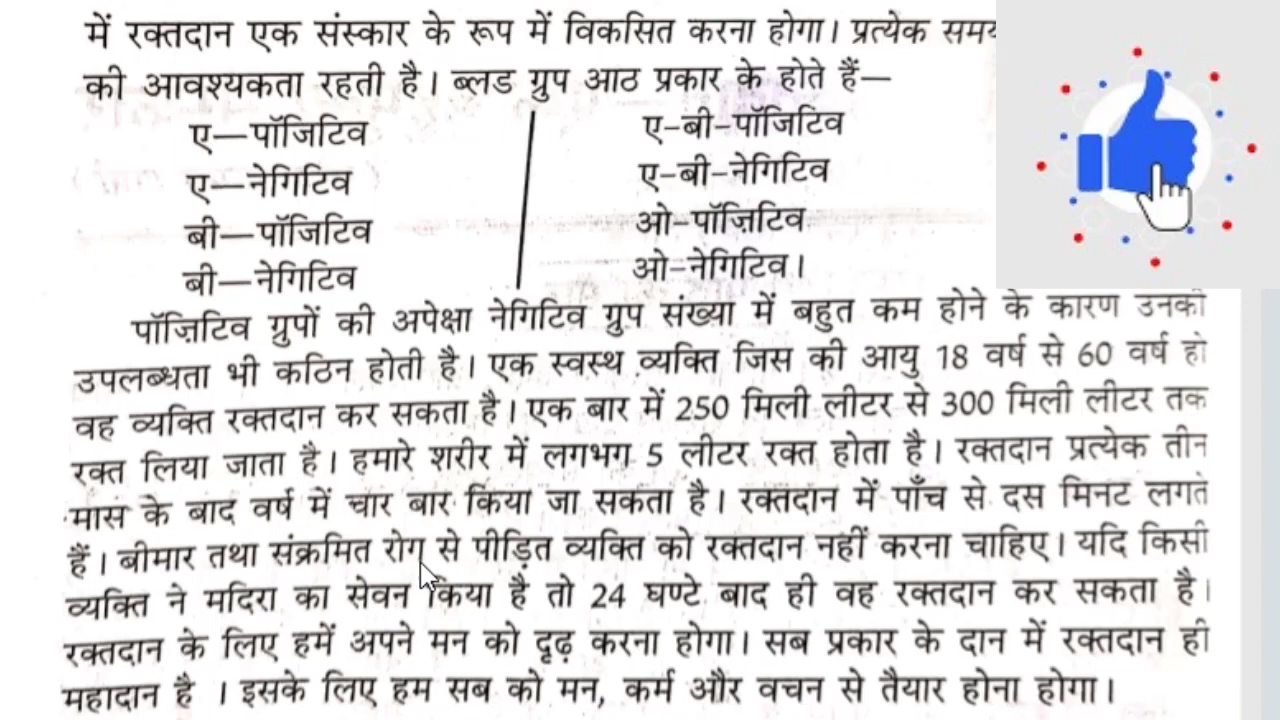 में रक्तदान एक संस्कार के रूप में विकसित करना होगा। प्रत्येक
की आवश्यकता रहती है। ब्लड ग्रुप आठ प्रकार के होते हैं—
ए—पॉजिटिव
ए—नेगिटिव
बी—पॉजिटिव
बी—नेगिटिव
ए-बी-पॉजिटिव
ए-बी-नेगिटिव
ओ-पॉज़िटिव
ओ-नेगिटिव।
पॉज़िटिव ग्रुपों की अपेक्षा नेगिटिव ग्रुप संख्या में बहुत कम होने के कारण उनकी
उपलब्धता भी कठिन होती है। एक स्वस्थ व्यक्ति जिस की आयु 18 वर्ष से 60 वर्ष हो
वह व्यक्ति रक्तदान कर सकता है। एक बार में 250 मिली लीटर से 300 मिली लीटर तक
रक्त लिया जाता है। हमारे शरीर में लगभग 5 लीटर रक्त होता है। रक्तदान प्रत्येक तीन
मास के बाद वर्ष में चार बार किया जा सकता है। रक्तदान में पाँच से दस मिनट लगते
हैं। बीमार तथा संक्रमित रोग से पीड़ित व्यक्ति को रक्तदान नहीं करना चाहिए। यदि किसी
व्यक्ति ने मदिरा का सेवन किया है तो 24 घण्टे बाद ही वह रक्तदान कर सकता है।
रक्तदान के लिए हमें अपने मन को दृढ़ करना होगा। सब प्रकार के दान में रक्तदान ही
महादान है । इसके लिए हम सब को मन, कर्म और वचन से तैयार होना होगा।